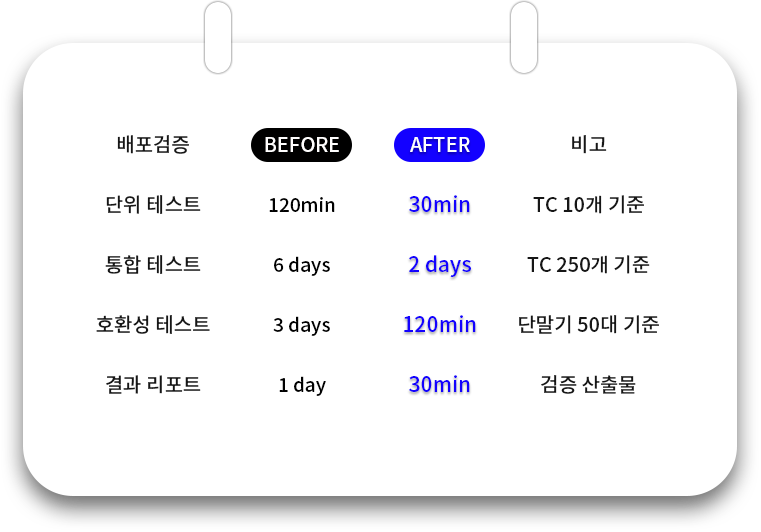 배포검증 BEFORE AFTER 비고
단위 테스트 120min 30min TC 10개 기준
통합 테스트 6 days 2 days TC 250개 기준
호환성 테스트 3 days 120min 단말기 50대 기준
결과 리포트 1 day 30min 검증 산출물